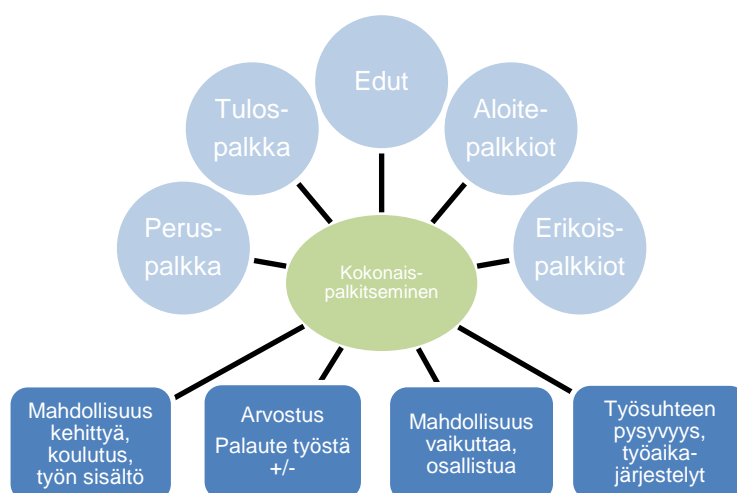 Edut
Tulos-
palkka
Aloite-
palkkiot
Perus-
palkka
Erikois-
palkkiot
Kokonais-
palkitseminen
Mahdollisuus
kehittyä,
koulutus,
työn sisältö
Arvostus
Palaute työstä
+/-
Mahdollisuus
vaikuttaa,
osallistua
Työsuhteen
pysyvyys,
työaika-
järjestelyt